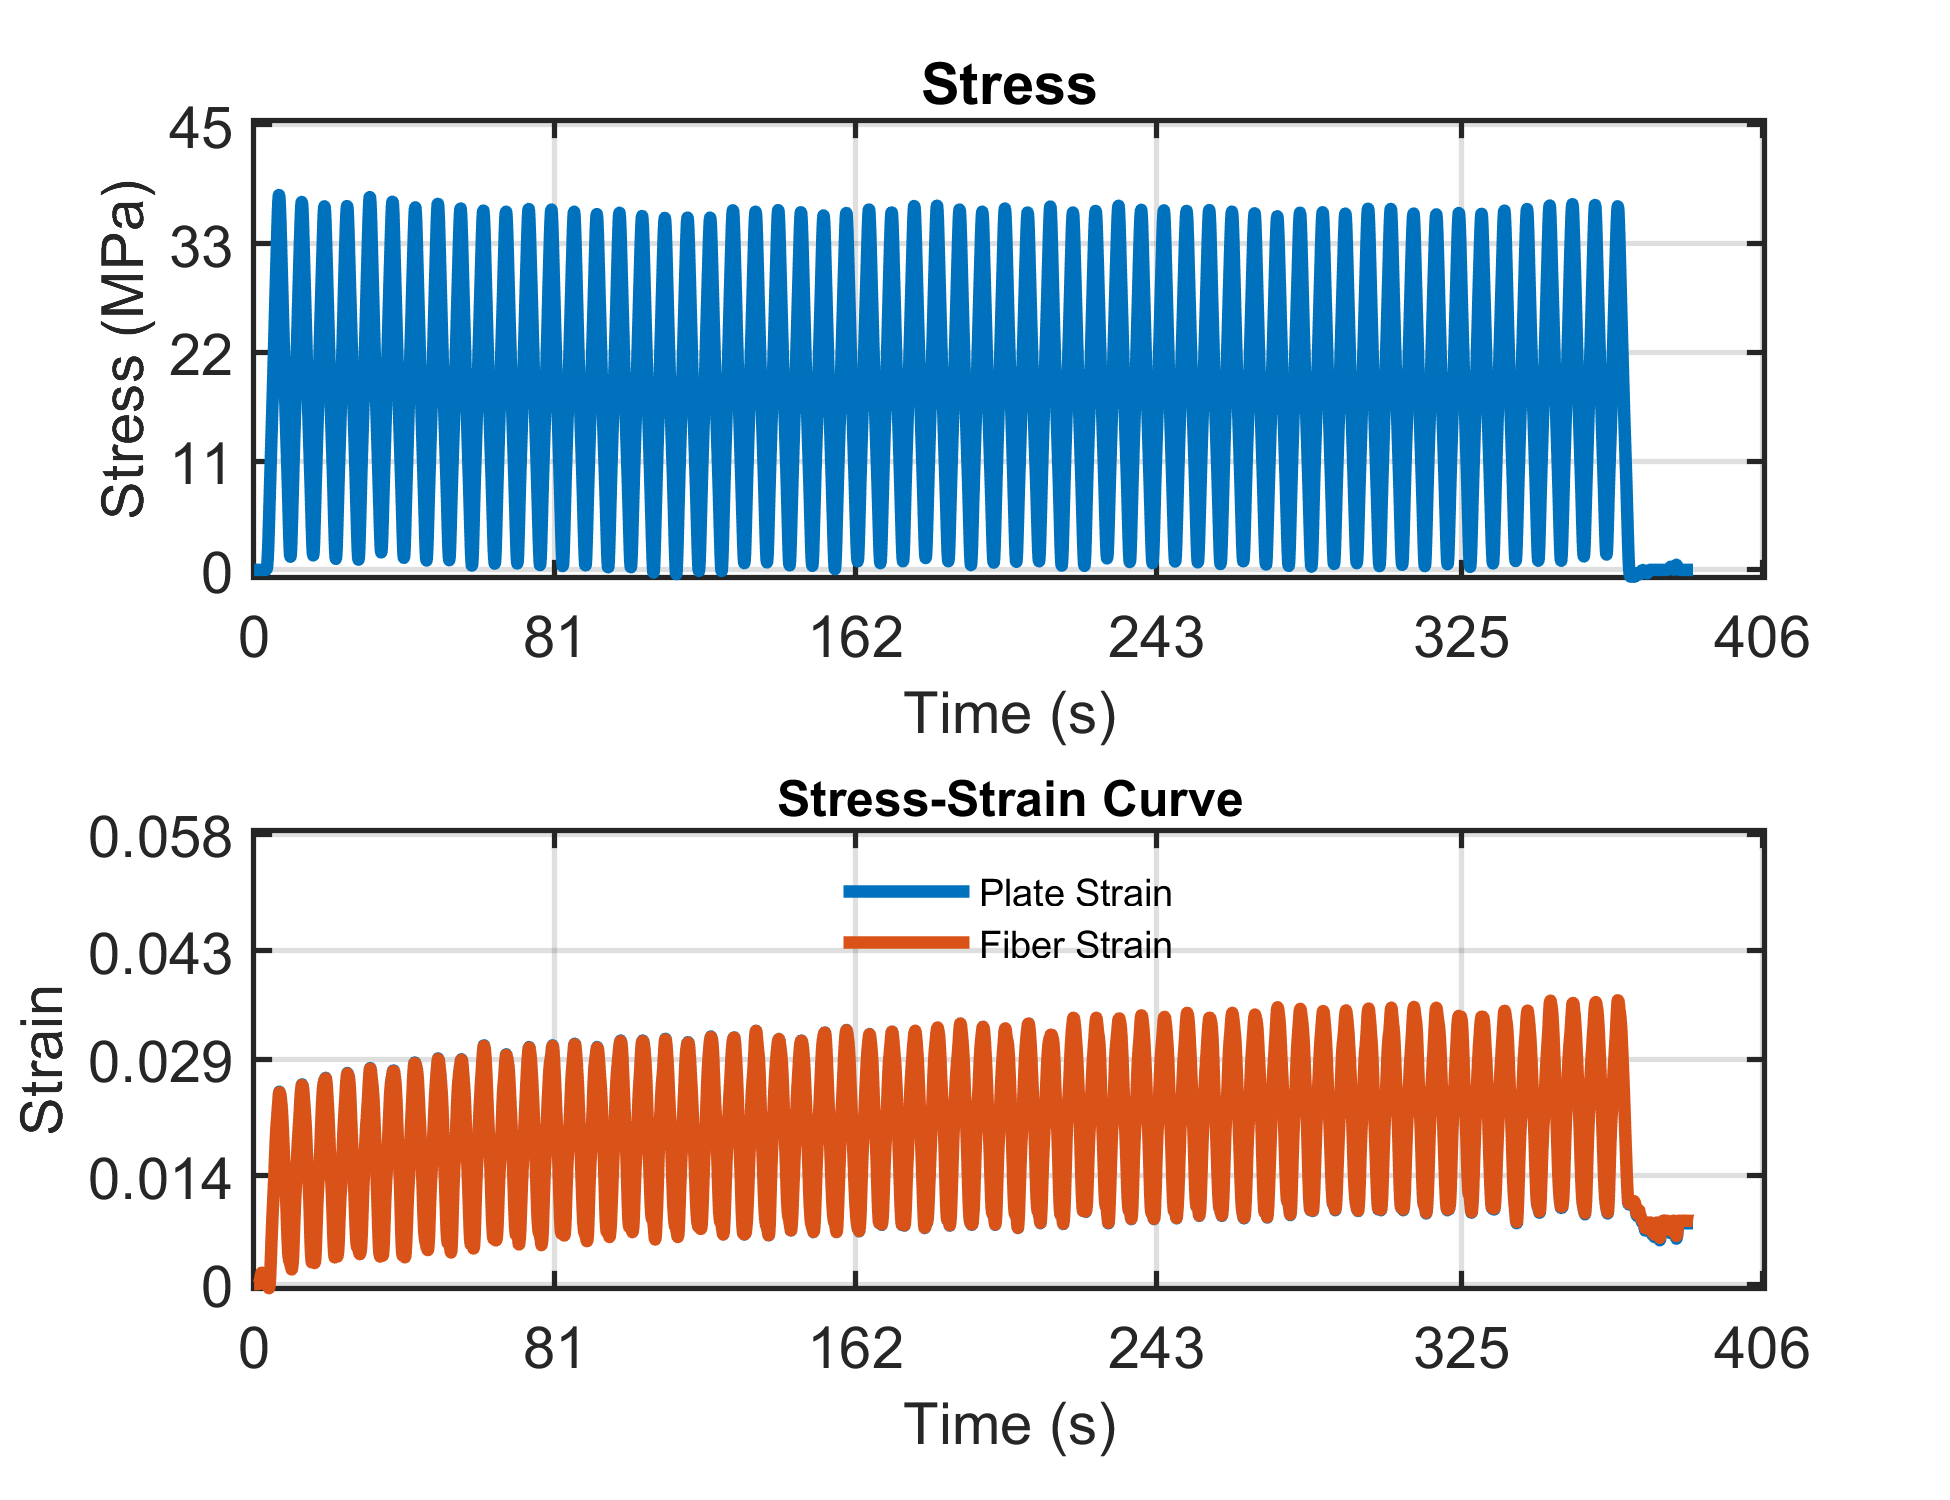 Stress
45
33
22
11
0
Stress (MPa)
0 81 162 243 325 406
Time (s)
Stress-Strain Curve
0.058
0.043
0.029
0.014
0
Strain
Plate Strain
Fiber Strain
0 81 162 243 325 406
Time (s)